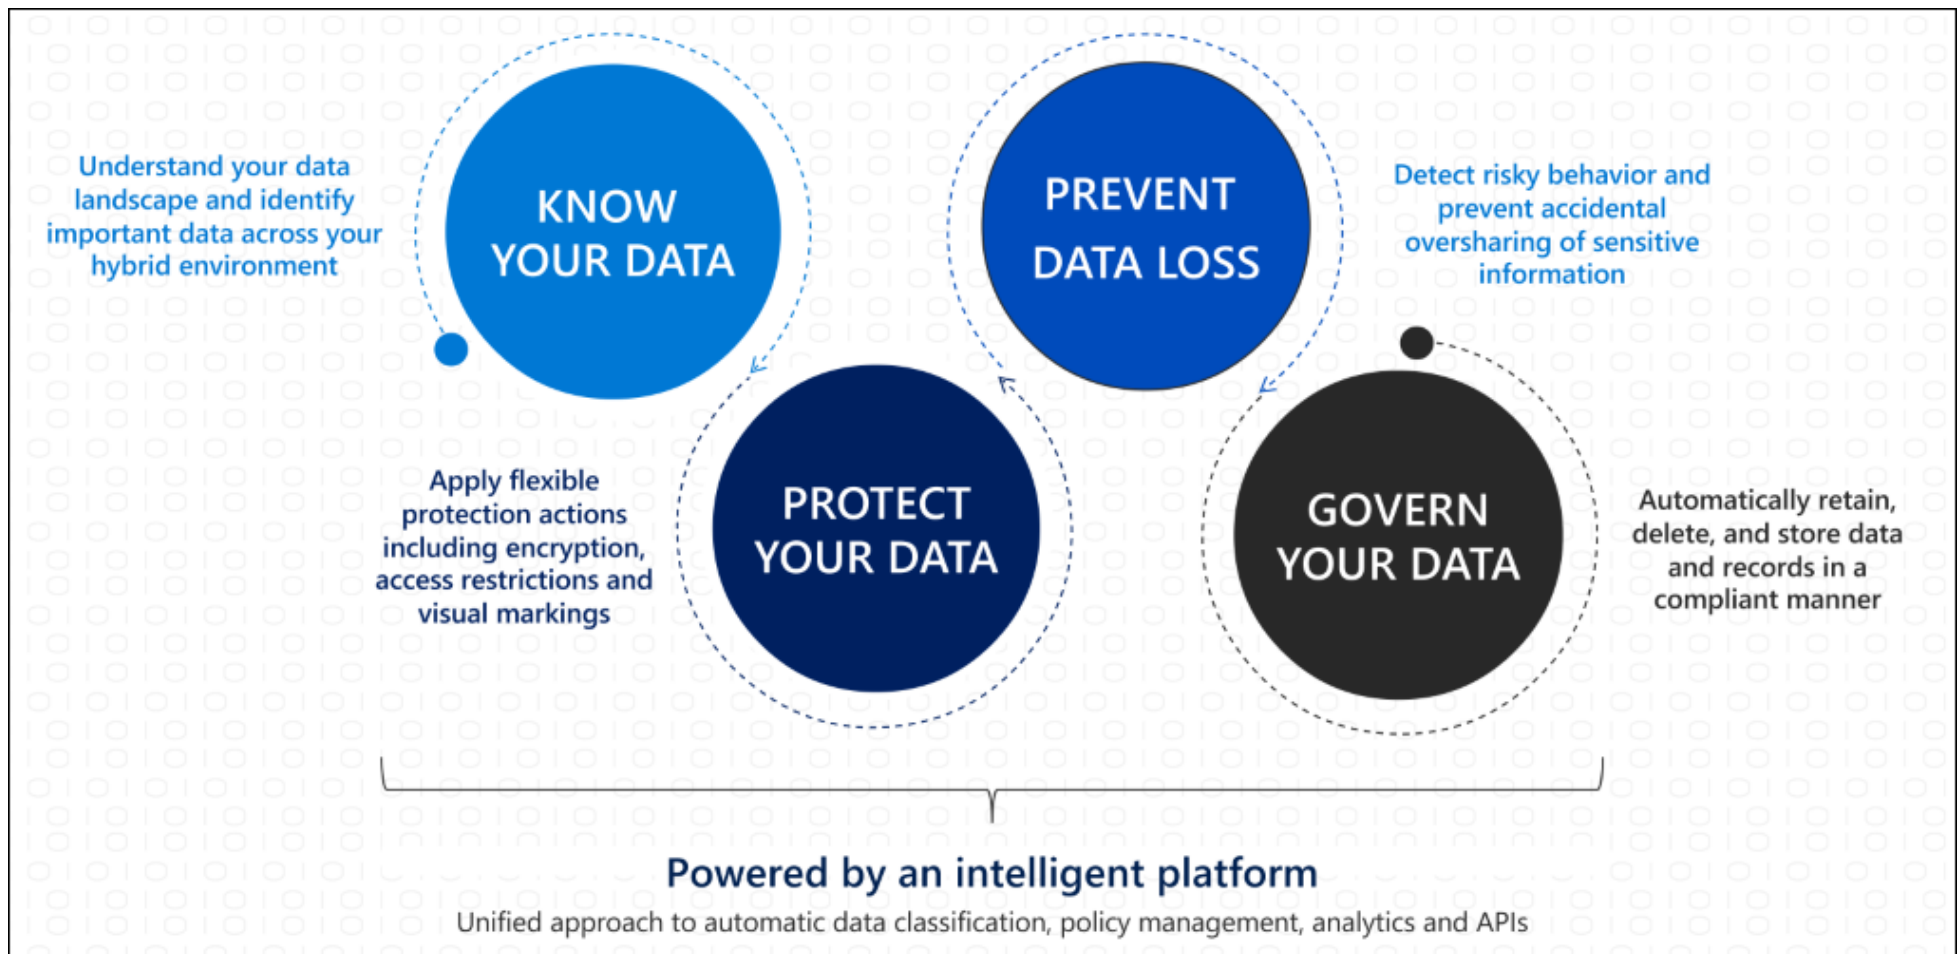 Understand your data
landscape and identify
important data across your
hybrid environment
KNOW
YOUR DATA
Apply flexible
protection actions
including encryption,
access restrictions and
visual markings
PROTECT
YOUR DATA
PREVENT
DATA LOSS
Detect risky behavior and
prevent accidental
oversharing of sensitive
information
GOVERN
YOUR DATA
Automatically retain,
delete, and store data
and records in a
compliant manner
Powered by an intelligent platform
Unified approach to automatic data classification, policy management, analytics and APIs